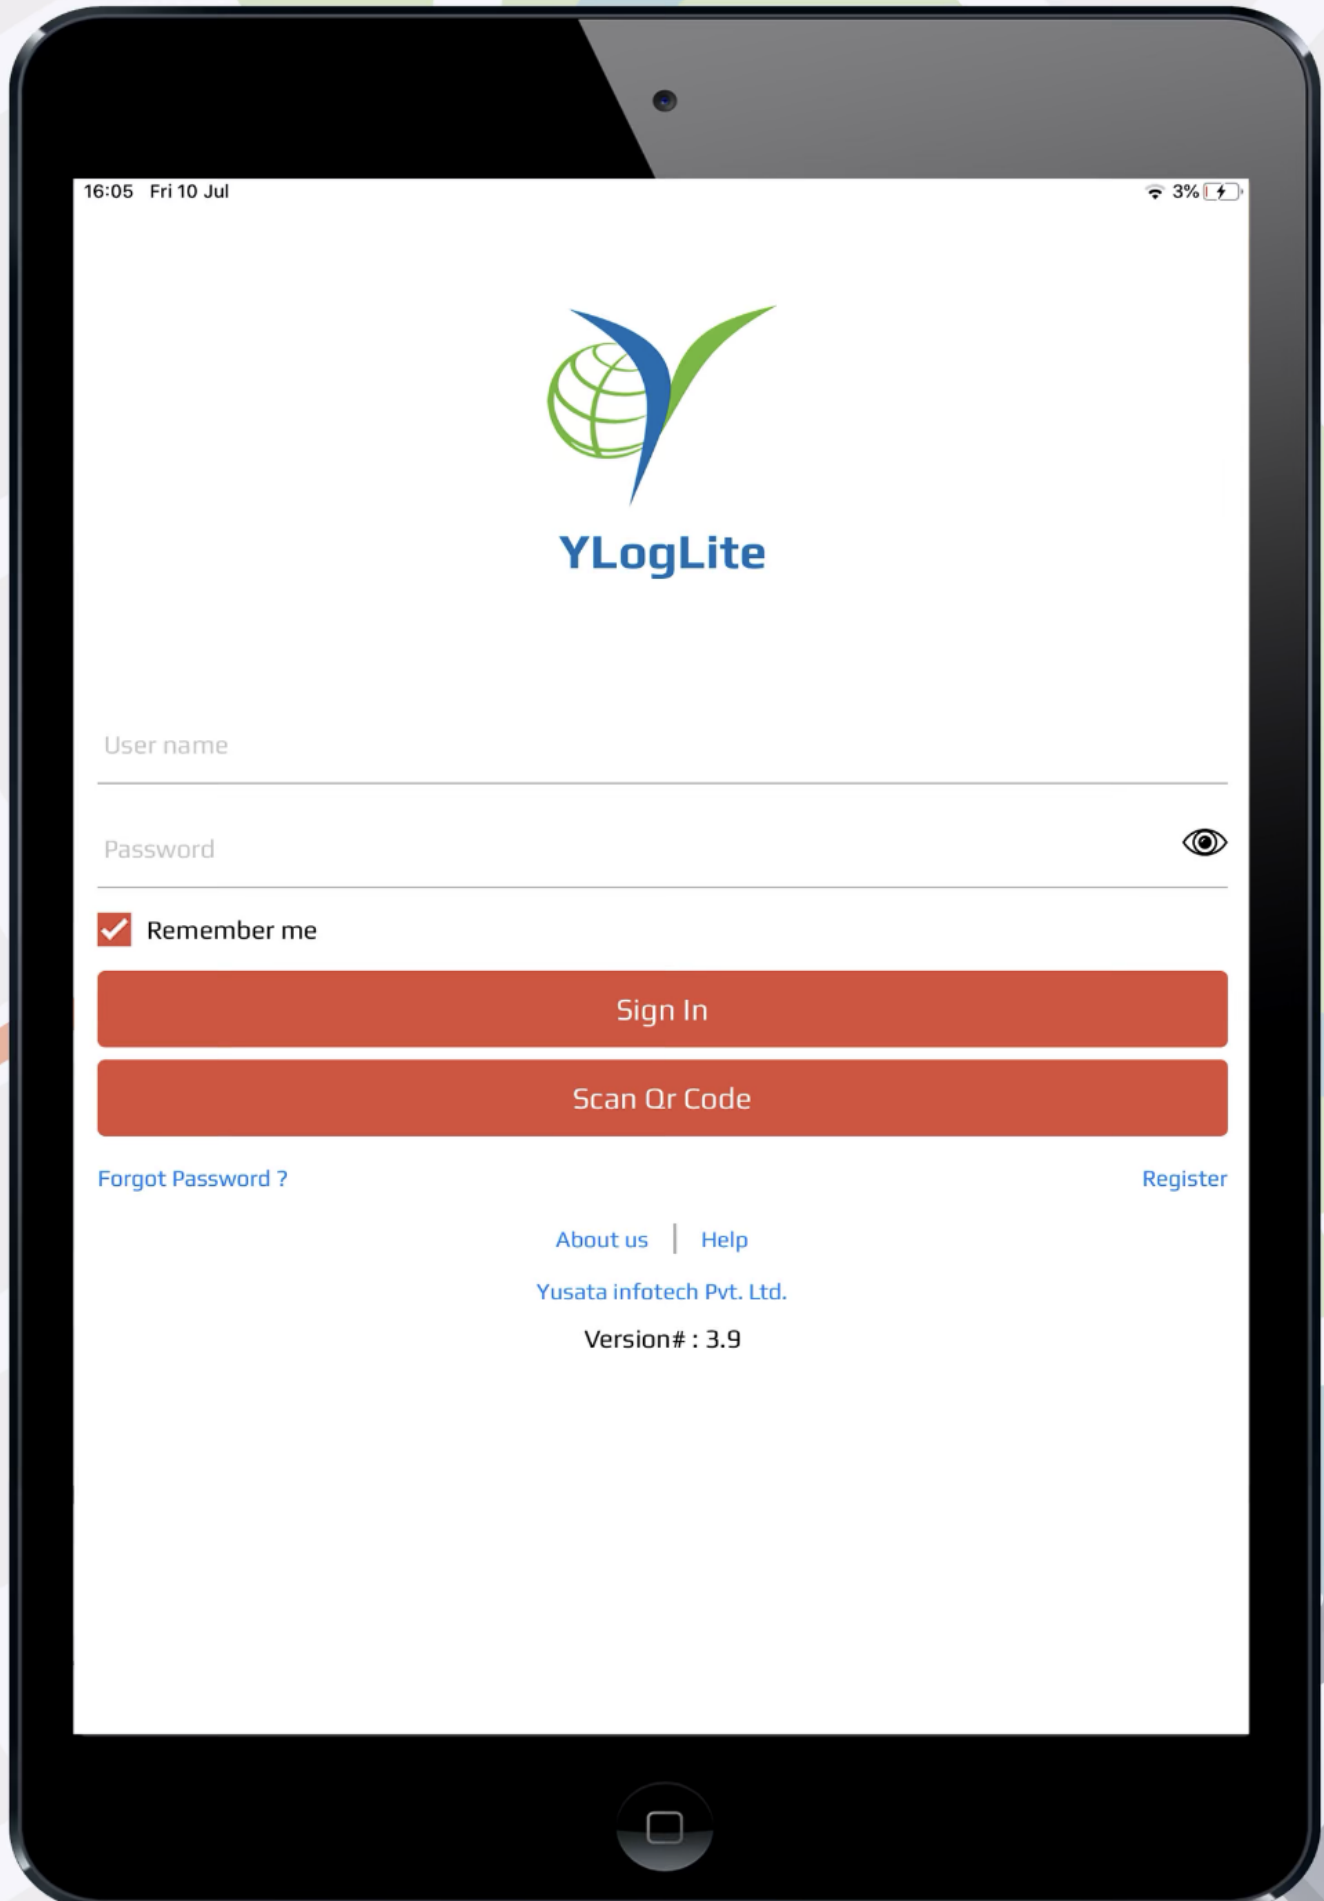 16:05 Fri 10 Jul 3%
YLogLite
User name
Password
Remember me
Sign In
Scan Qr Code
Forgot Password ? Register
About us | Help
Yusata infotech Pvt. Ltd.
Version# : 3.9